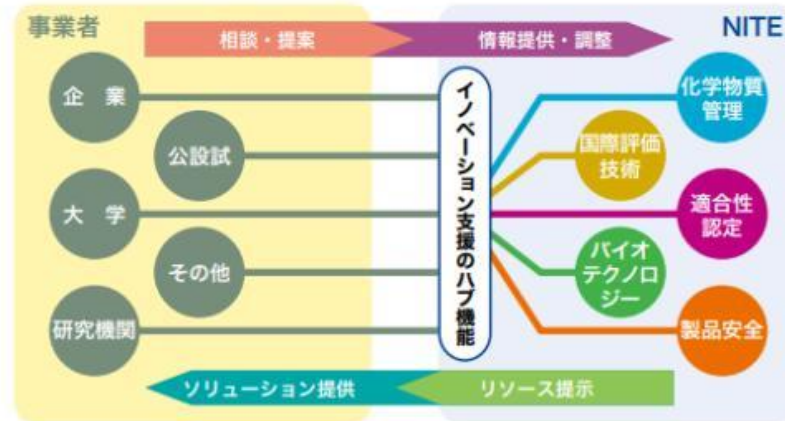 事業者
相談・提案
情報提供・調整
NITE
企 業
公設試
大 学
その他
研究機関
イノベーション支援のハブ機能
化学物質
管理
国際評価
技術
適合性
認定
バイオ
テクノロ
ジー
製品安全
ソリューション提供
リソース提示